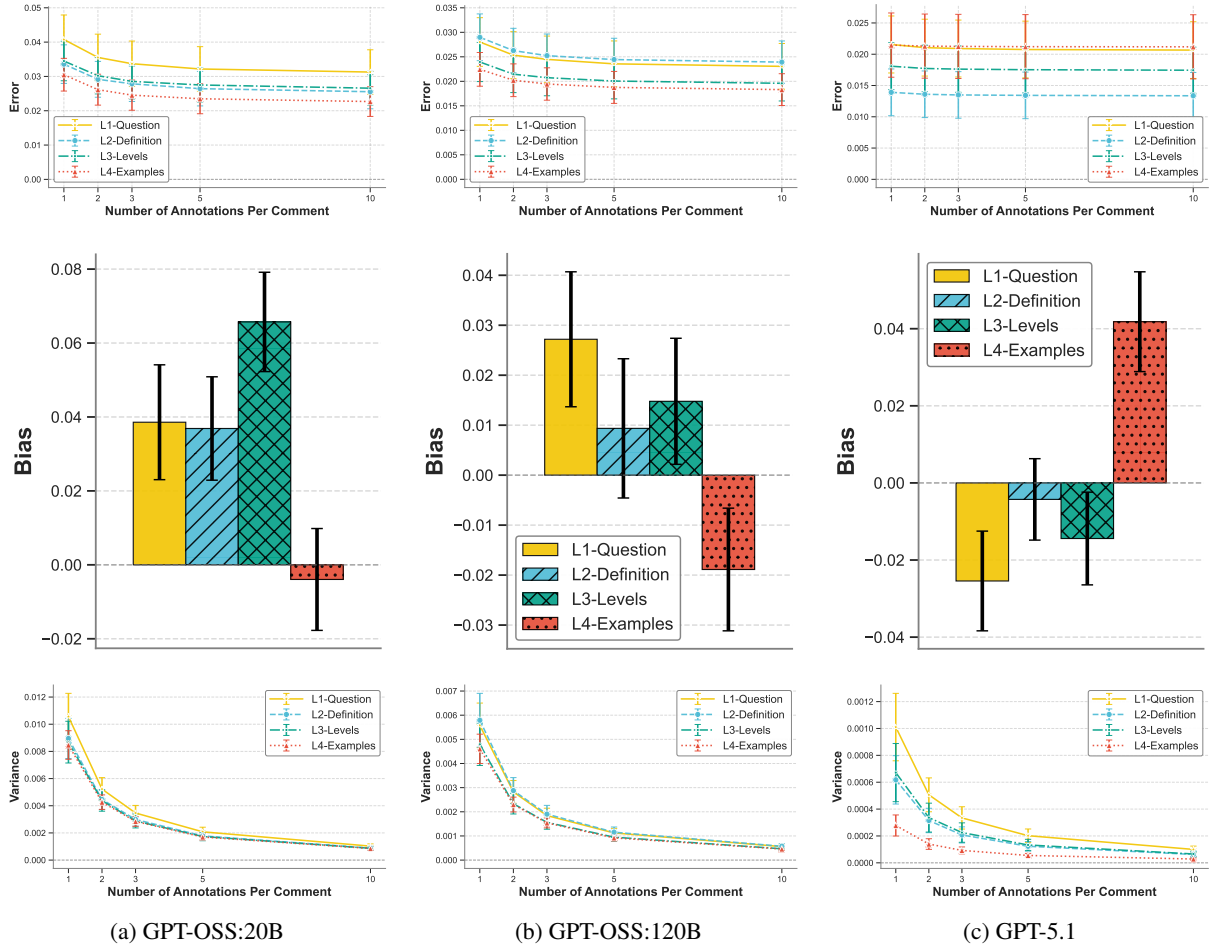 0.05
0.04
0.03
0.02
0.01
0.00
Error
L1-Question
L2-Definition
L3-Levels
L4-Examples
1 2 3 5 10
Number of Annotations Per Comment
0.035
0.030
0.025
0.020
0.015
0.010
0.005
0.000
Error
L1-Question
L2-Definition
L3-Levels
L4-Examples
1 2 3 5 10
Number of Annotations Per Comment
0.025
0.020
0.015
0.010
0.005
0.000
Error
L1-Question
L2-Definition
L3-Levels
L4-Examples
1 2 3 5 10
Number of Annotations Per Comment
0.08
0.06
0.04
0.02
0.00
−0.02
Bias
0.04
0.03
0.02
0.01
0.00
−0.01
−0.02
−0.03
Bias
L1-Question
L2-Definition
L3-Levels
L4-Examples
0.04
0.02
0.00
−0.02
−0.04
Bias
L1-Question
L2-Definition
L3-Levels
L4-Examples
0.012
0.010
0.008
0.006
0.004
0.002
0.000
Variance
L1-Question
L2-Definition
L3-Levels
L4-Examples
1 2 3 5 10
Number of Annotations Per Comment
0.007
0.006
0.005
0.004
0.003
0.002
0.001
0.000
Variance
L1-Question
L2-Definition
L3-Levels
L4-Examples
1 2 3 5 10
Number of Annotations Per Comment
0.0012
0.0010
0.0008
0.0006
0.0004
0.0002
0.0000
Variance
L1-Question
L2-Definition
L3-Levels
L4-Examples
1 2 3 5 10
Number of Annotations Per Comment
(a) GPT-OSS:20B
(b) GPT-OSS:120B
(c) GPT-5.1